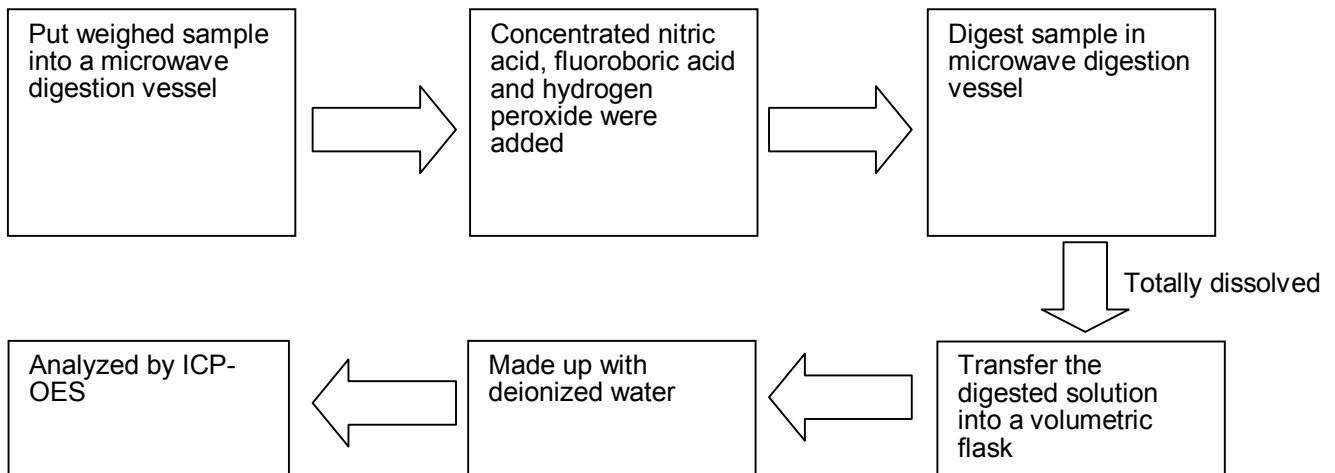 Put weighed sample
into a microwave
digestion vessel
Concentrated nitric
acid, fluoroboric acid
and hydrogen
peroxide were
added
Digest sample in
microwave digestion
vessel
Totally dissolved
Transfer the
digested solution
into a volumetric
flask
Made up with
deionized water
Analyzed by ICP-
OES